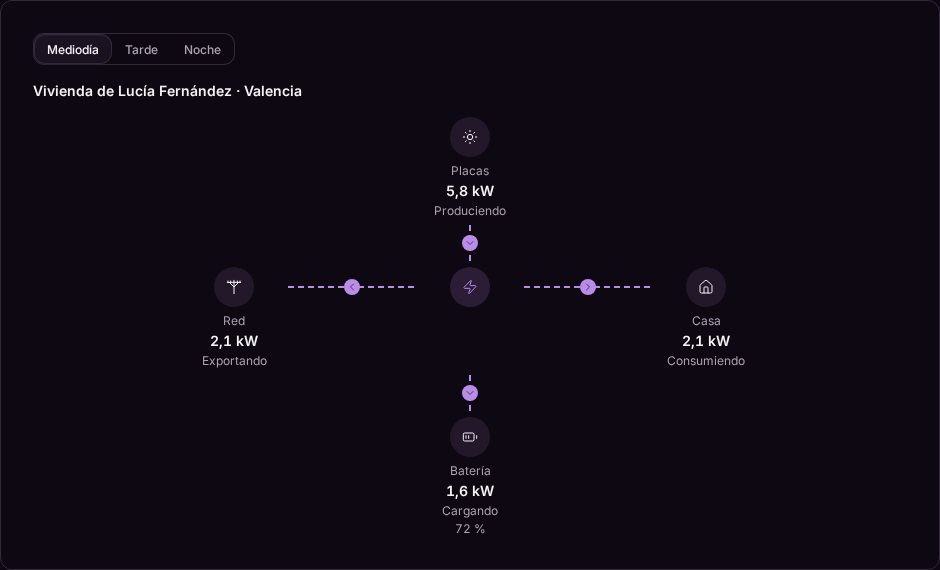 Mediodía Tarde Noche
Vivienda de Lucía Fernández · Valencia
Placas
5,8 kW
Produciendo
Red
2,1 kW
Exportando
Casa
2,1 kW
Consumiendo
Batería
1,6 kW
Cargando
72 %